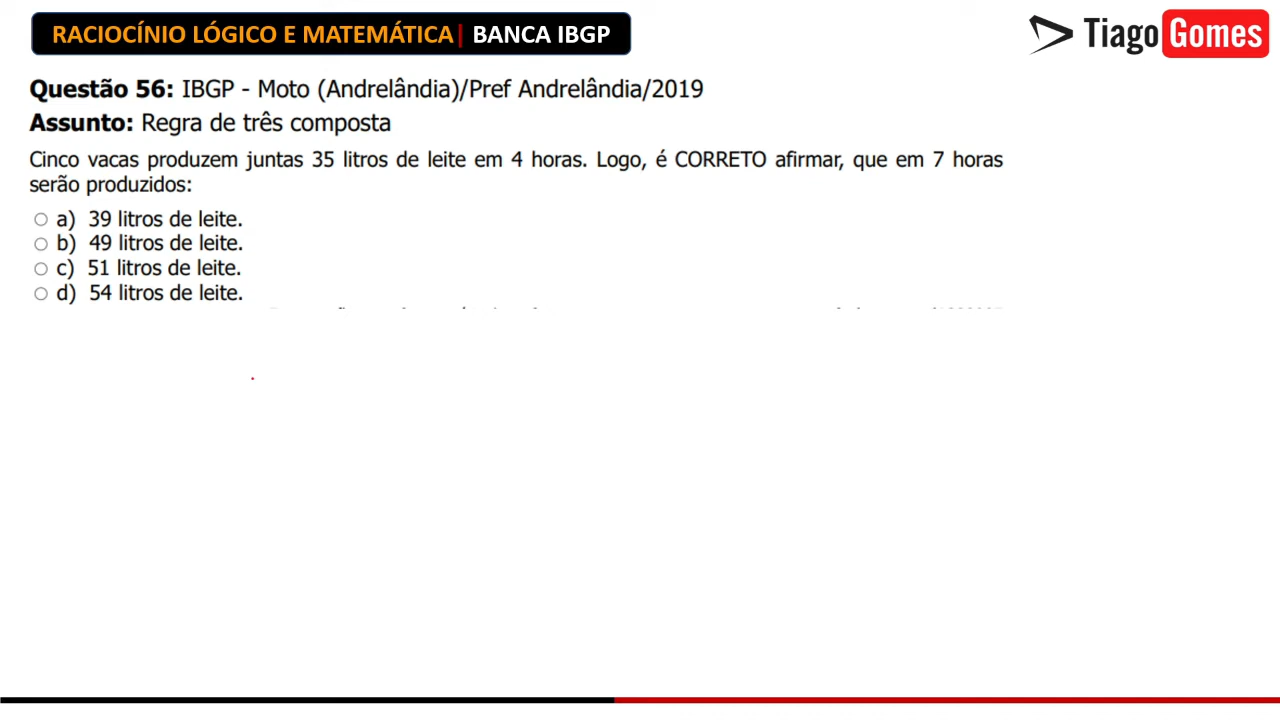 RACIOCÍNIO LÓGICO E MATEMÁTICA| BANCA IBGP
Tiago Gomes
Questão 56: IBGP - Moto (Andrelândia)/Pref Andrelândia/2019
Assunto: Regra de três composta
Cinco vacas produzem juntas 35 litros de leite em 4 horas. Logo, é CORRETO afirmar, que em 7 horas
serão produzidos:
a) 39 litros de leite.
b) 49 litros de leite.
c) 51 litros de leite.
d) 54 litros de leite.